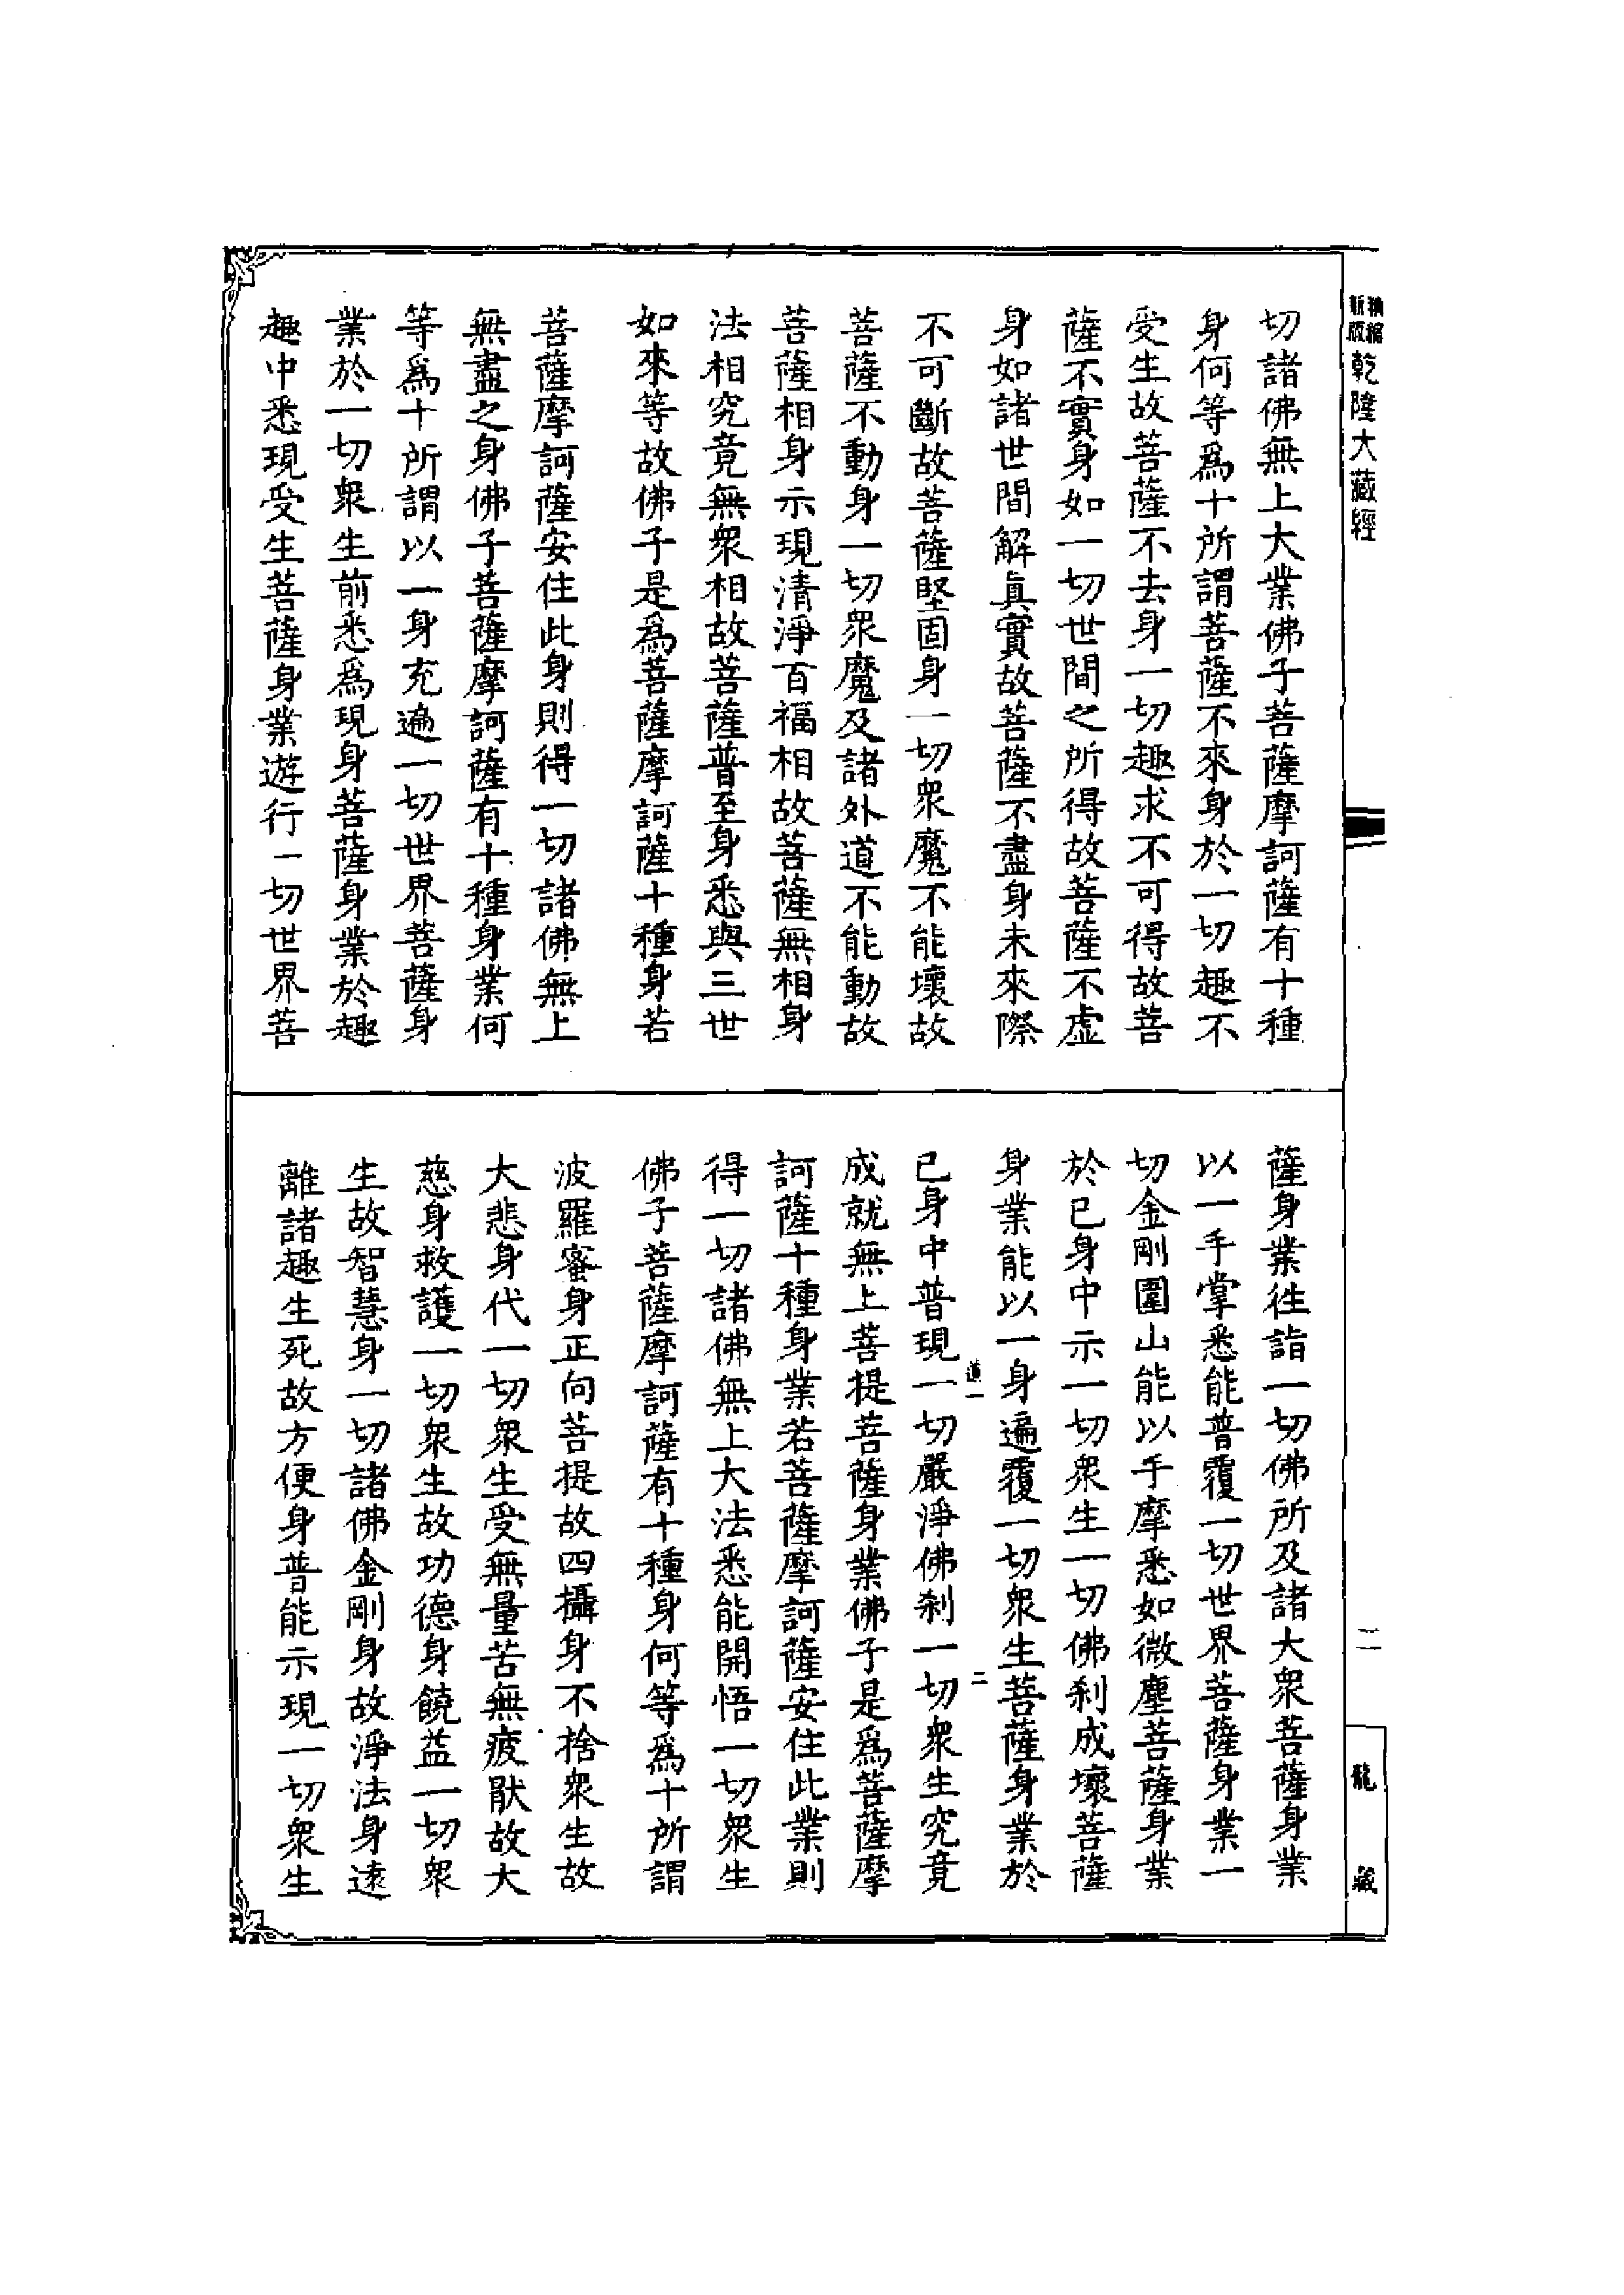 乾隆大藏經
切諸佛無上大業佛子菩薩摩訶薩有十種
身何等爲十所謂菩薩不來身於一切趣不
受生故菩薩不去身一切趣求不可得故菩
薩不實身如一切世間之所得故菩薩不虛
身如諸世間解眞實故菩薩不盡身未來際
不可斷故菩薩堅固身一切衆魔不能壞故
菩薩不動身一切衆魔及諸外道不能動故
菩薩相身示現清淨百福相故菩薩無相身
法相究竟無衆相故菩薩普至身悉與三世
如來等故佛子是爲菩薩摩訶薩十種身若
菩薩摩訶薩安住此身則得一切諸佛無上
無盡之身佛子菩薩摩訶薩有十種身業何
等爲十所謂以一身充遍一切世界菩薩身
業於一切衆生前悉爲現身菩薩身業於趣
趣中悉現受生菩薩身業遊行一切世界菩
薩身業往詣一切佛所及諸大衆菩薩身業
以一手掌悉能普覆一切世界菩薩身業一
切金剛圍山能以手摩悉如微塵菩薩身業
於已身中示一切衆生一切佛刹成壞菩薩
身業能以一身遍覆一切衆生菩薩身業於
已身中普現一切嚴淨佛刹一切衆生究竟
成就無上菩提菩薩身業佛子是爲菩薩摩
訶薩十種身業若菩薩摩訶薩安住此業則
得一切諸佛無上大法悉能開悟一切衆生
佛子菩薩摩訶薩有十種身何等爲十所謂
波羅蜜身正向菩提故四攝身不捨衆生故
大悲身代一切衆生受無量苦無疲猒故大
慈身救護一切衆生故功德身饒益一切衆
生故智慧身一切諸佛金剛身故淨法身遠
離諸趣生死故方便身普能示現一切衆生
二
二
龍藏